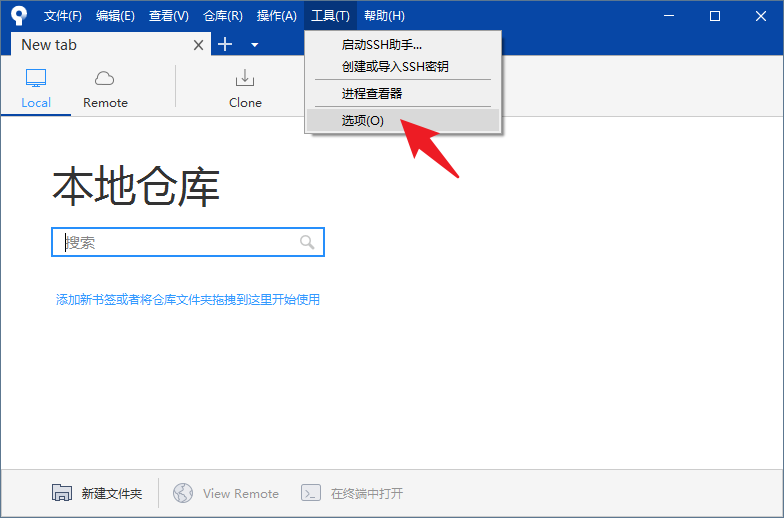 文件(F) 编辑(E) 查看(V) 仓库(R) 操作(A) 工具(T) 帮助(H)
New tab
启动SSH助手...
创建或导入SSH密钥
进程查看器
选项(O)
Local Remote Clone
本地仓库
搜索
添加新书签或者将仓库文件夹拖拽到这里开始使用
新建文件夹 View Remote 在终端中打开